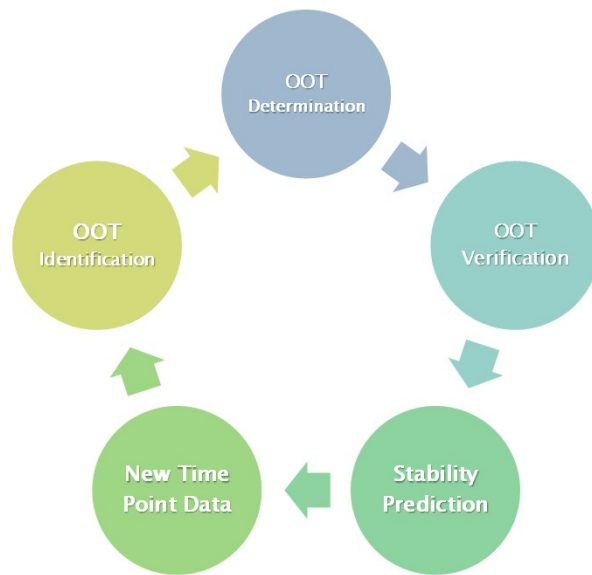 OOT
Determination
OOT
Verification
Stability
Prediction
New Time
Point Data
OOT
Identification